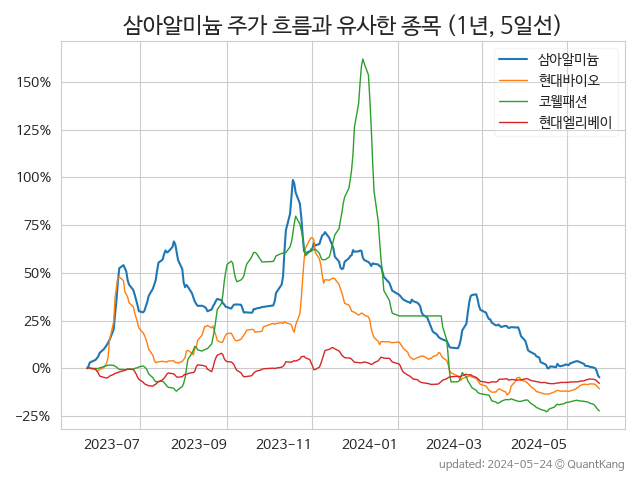 삼아알미늄 주가 흐름과 유사한 종목 (1년, 5일선)
삼아알미늄
현대바이오
코웰패션
현대엘리베이
150%
125%
100%
75%
50%
25%
0%
−25%
2023-07 2023-09 2023-11 2024-01 2024-03 2024-05
updated: 2024-05-24 © QuantKang